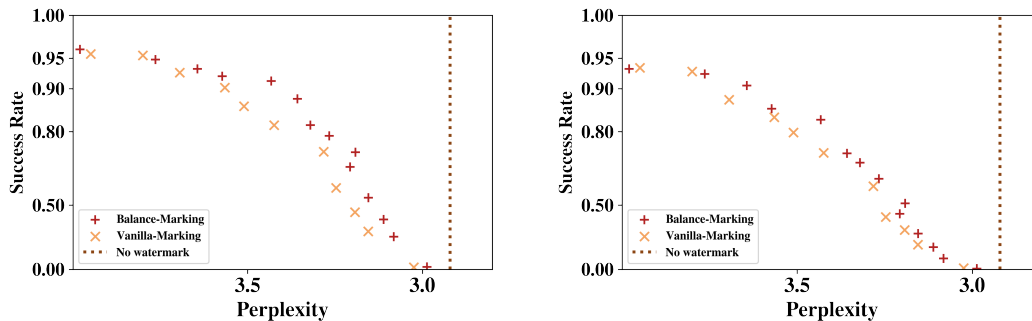 1.00
0.95
0.90
0.80
0.50
0.00
Success Rate
Balance-Marking
Vanilla-Marking
No watermark
3.5
3.0
Perplexity
1.00
0.95
0.90
0.80
0.50
0.00
Success Rate
Balance-Marking
Vanilla-Marking
No watermark
3.5
3.0
Perplexity